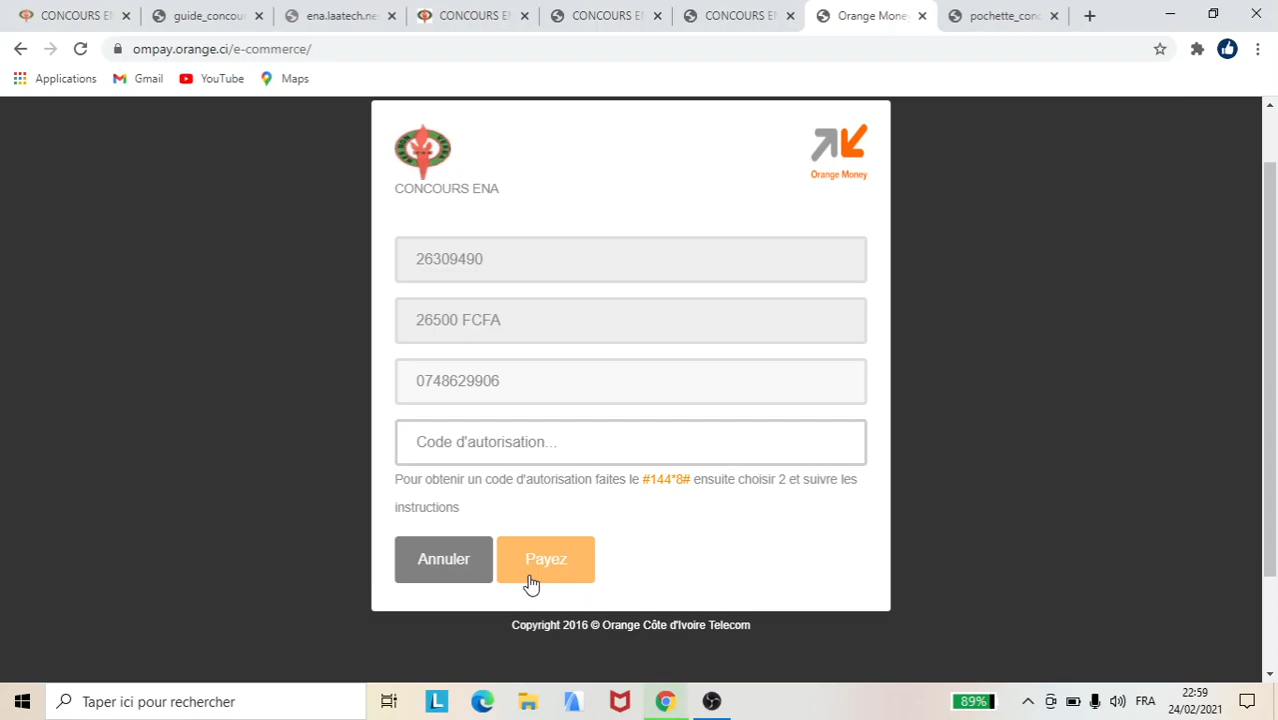 CONCOURS EN
guide_concou
ena.laatech.ne
CONCOURS EN
CONCOURS EN
CONCOURS EN
Orange Mone
pochette_conc
ompay.orange.ci/e-commerce/
Applications
Gmail
YouTube
Maps
CONCOURS ENA
Orange Money
26309490
26500 FCFA
0748629906
Code d'autorisation...
Pour obtenir un code d'autorisation faites le #144*8# ensuite choisir 2 et suivre les
instructions
Annuler
Payez
Copyright 2016 © Orange Côte d'Ivoire Telecom
Taper ici pour rechercher
89%
FRA
22:59
24/02/2021